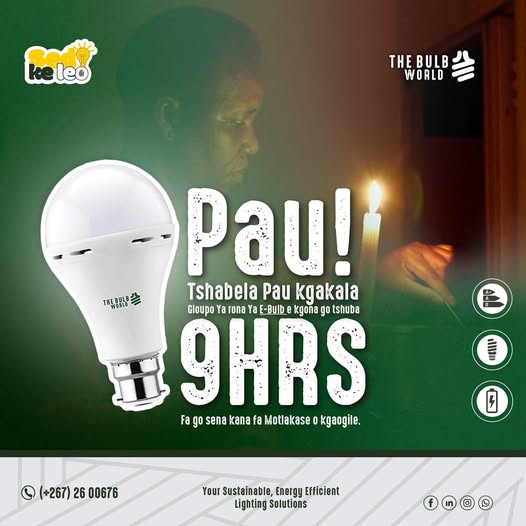 Sedi
ke leo
THE BULB
WORLD
Pau!
Tshabela Pau kgakala
Gloupo Ya rona Ya E-Bulb e kgona go tshuba
9HRS
Fa go sena kana fa Motlakase o kgaogile.
THE BULB
WORLD
(+267) 26 00676
Your Sustainable, Energy Efficient
Lighting Solutions